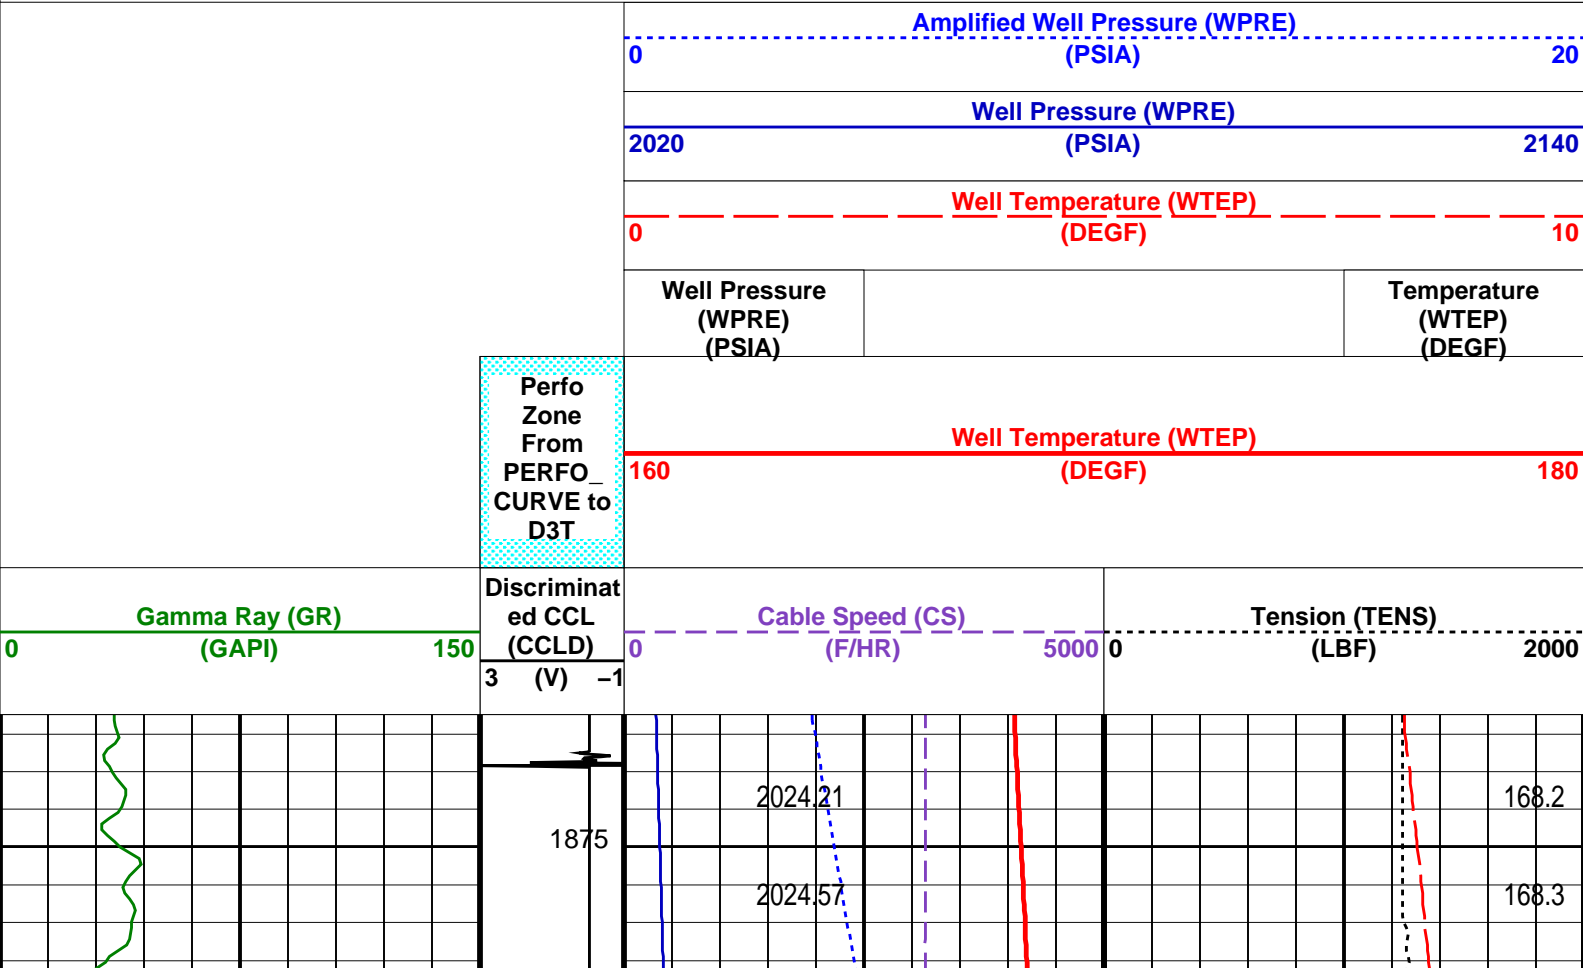 Amplified Well Pressure (WPRE)
0 (PSIA) 20
Well Pressure (WPRE)
2020 (PSIA) 2140
Well Temperature (WTEP)
0 (DEGF) 10
Well Pressure
(WPRE)
(PSIA)
Temperature
(WTEP)
(DEGF)
Perfo
Zone
From
PERFO_
CURVE to
D3T
Well Temperature (WTEP)
160 (DEGF) 180
Gamma Ray (GR)
0 (GAPI) 150
Discriminat
ed CCL
(CCLD)
3 (V) −1
Cable Speed (CS)
0 (F/HR) 5000
Tension (TENS)
0 (LBF) 2000
2024.21 168.2
1875
2024.57 168.3